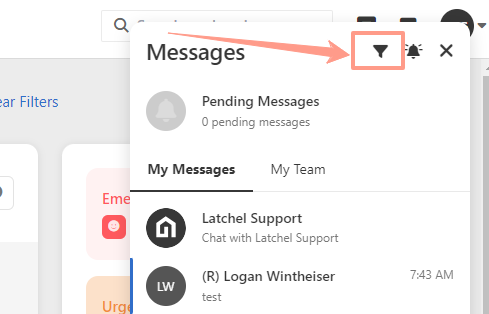 Messages
ear Filters
Pending Messages
0 pending messages
My Messages
My Team
Eme
Latchel Support
Chat with Latchel Support
Urge
LW
(R) Logan Wintheiser
7:43 AM
test